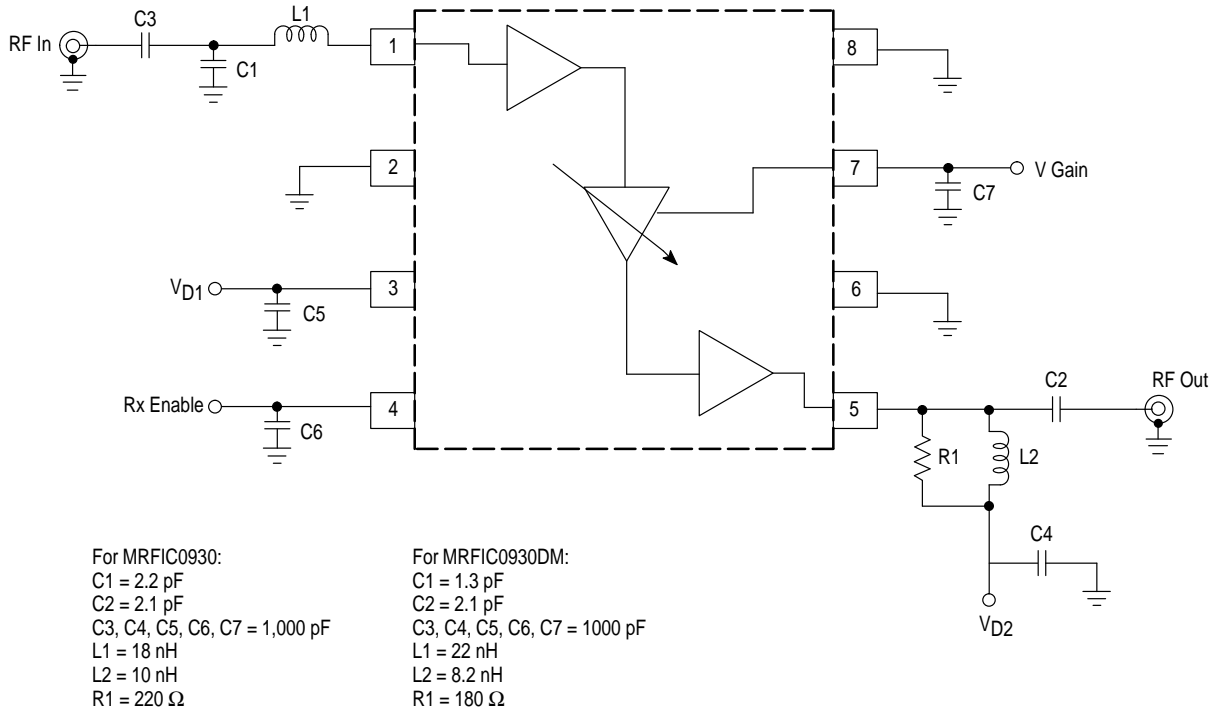 C3
L1
RF In
C1
1
8
2
7
V Gain
C7
VD1
3
C5
6
Rx Enable
4
C6
5
C2
RF Out
R1
L2
C4
VD2
For MRFIC0930:
C1 = 2.2 pF
C2 = 2.1 pF
C3, C4, C5, C6, C7 = 1,000 pF
L1 = 18 nH
L2 = 10 nH
R1 = 220 Ω
For MRFIC0930DM:
C1 = 1.3 pF
C2 = 2.1 pF
C3, C4, C5, C6, C7 = 1000 pF
L1 = 22 nH
L2 = 8.2 nH
R1 = 180 Ω